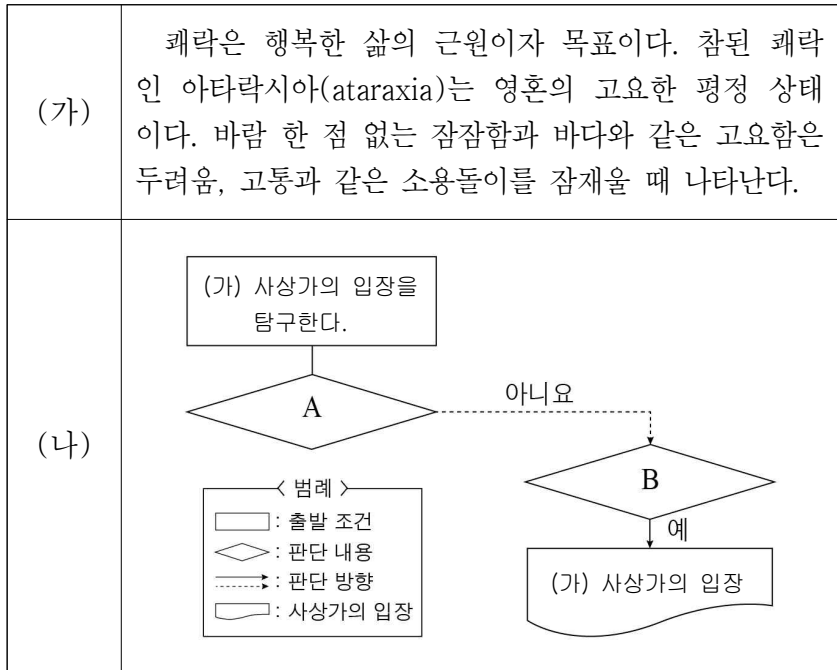 (가)
쾌락은 행복한 삶의 근원이자 목표이다. 참된 쾌락
인 아타락시아(ataraxia)는 영혼의 고요한 평정 상태
이다. 바람 한 점 없는 잠잠함과 바다와 같은 고요함은
두려움, 고통과 같은 소용돌이를 잠재울 때 나타난다.
(나)
(가) 사상가의 입장을
탐구한다.
A
아니요
B
예
(가) 사상가의 입장
〈 범례 〉
: 출발 조건
: 판단 내용
: 판단 방향
: 사상가의 입장